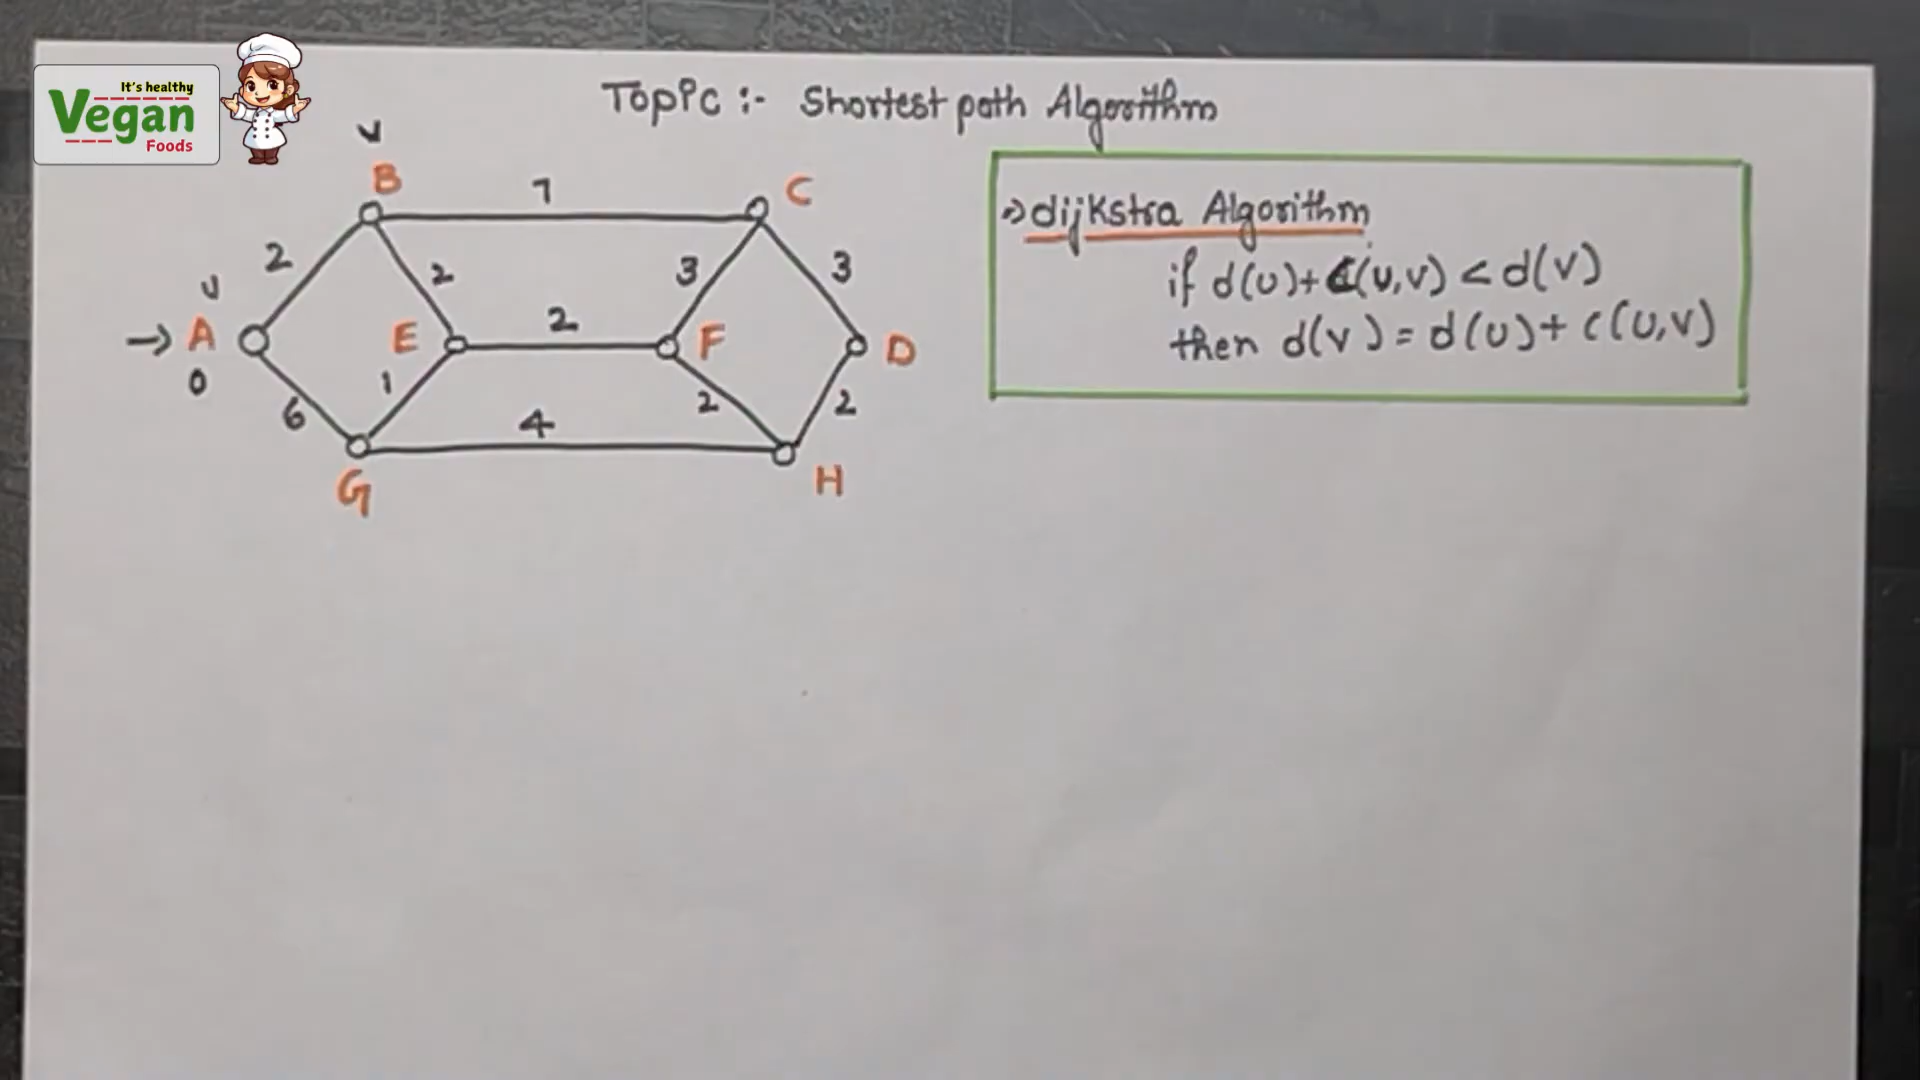 It's healthy
Vegan
Foods
Topic :- Shortest path Algorithm
v
B
7
C
2
2
3
3
v
→ A
E
2
F
D
0
6
1
2
2
4
G
H
⇒ dijkstra Algorithm
if d(u)+ c(u,v) < d(v)
then d(v) = d(u) + c(u,v)